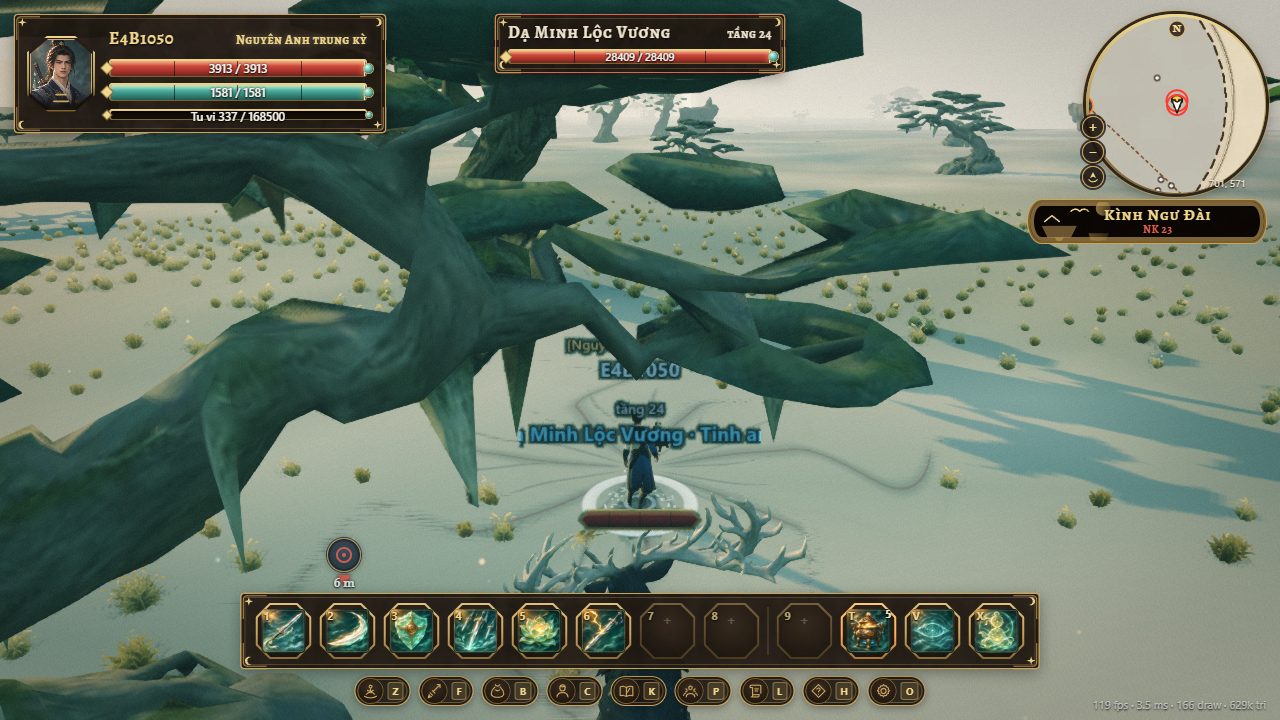 E4B1050
NGUYÊN ANH TRUNG KỲ
3913 / 3913
1581 / 1581
Tu vi 337 / 168500
DẠ MINH LỘC VƯƠNG
TẦNG 24
28409 / 28409
N
+
−
571
KÌNH NGƯ ĐÀI
NK 23
[Nguy
E4B1050
tầng 24
Minh Lộc Vương · Tinh an
6 m
1
2
3
4
5
6
7
+
8
+
9
+
T
5
V
X
Z
F
B
C
K
P
L
H
O
119 fps · 3.5 ms · 166 draw · 629k tri